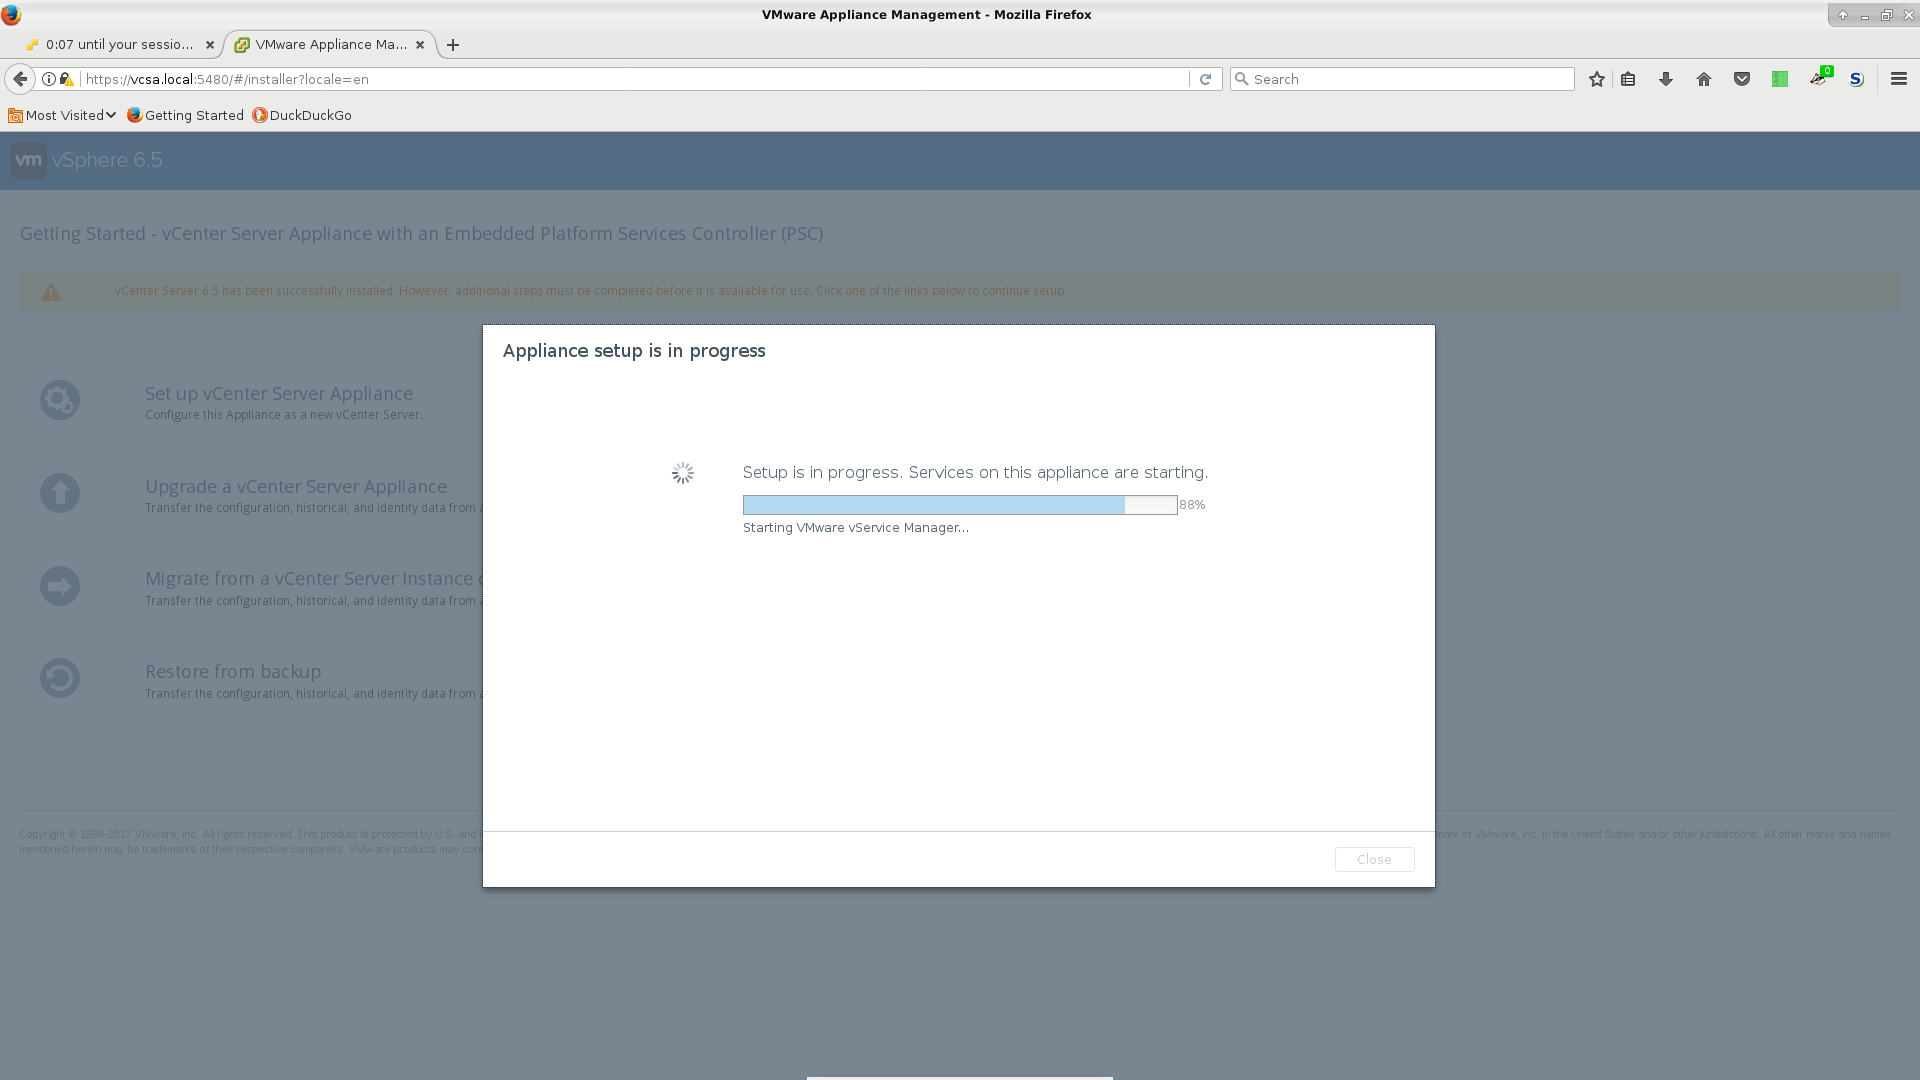 VMware Appliance Management - Mozilla Firefox
0:07 until your sessio...
VMware Appliance Ma...
https://vcsa.local:5480/#/installer?locale=en
Search
0
S
Most Visited
Getting Started
DuckDuckGo
vm vSphere 6.5
Getting Started - vCenter Server Appliance with an Embedded Platform Services Controller (PSC)
vCenter Server 6.5 has been successfully installed. However, additional steps must be completed before it is available for use. Click one of the links below to continue setup.
Appliance setup is in progress
Set up vCenter Server Appliance
Configure this Appliance as a new vCenter Server.
Setup is in progress. Services on this appliance are starting.
88%
Starting VMware vService Manager...
Upgrade a vCenter Server Appliance
Transfer the configuration, historical, and identity data from
Migrate from a vCenter Server Instance
Transfer the configuration, historical, and identity data from
Restore from backup
Transfer the configuration, historical, and identity data from
Copyright © 1998-2017 VMware, Inc. All rights reserved. This product is protected by U.S. and
mark of VMware, Inc. in the United States and/or other jurisdictions. All other marks and names
mentioned herein may be trademarks of their respective companies. VMware products may
Close